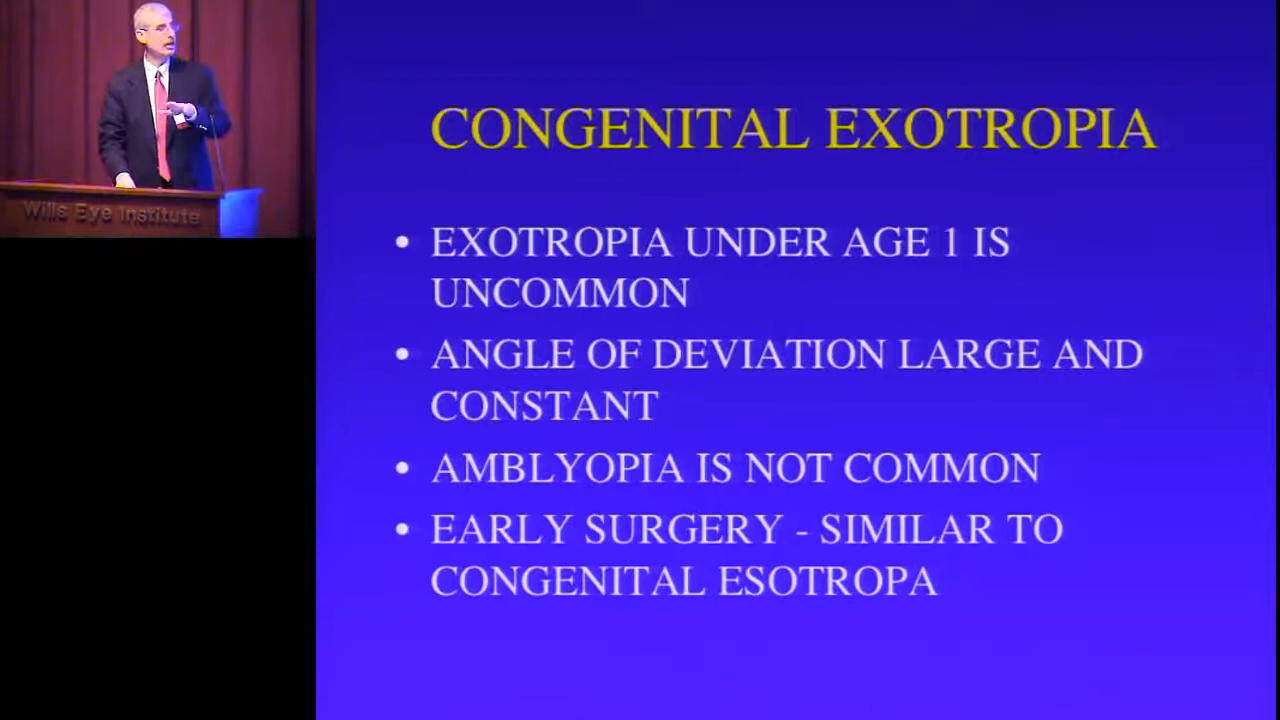 Wills Eye Institute
CONGENITAL EXOTROPIA
• EXOTROPIA UNDER AGE 1 IS
UNCOMMON
• ANGLE OF DEVIATION LARGE AND
CONSTANT
• AMBLYOPIA IS NOT COMMON
• EARLY SURGERY - SIMILAR TO
CONGENITAL ESOTROPA